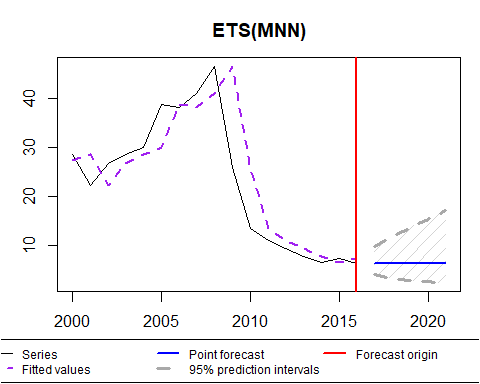 ETS(MNN)
40
30
20
10
2000 2005 2010 2015 2020
Series Point forecast Forecast origin
Fitted values 95% prediction intervals